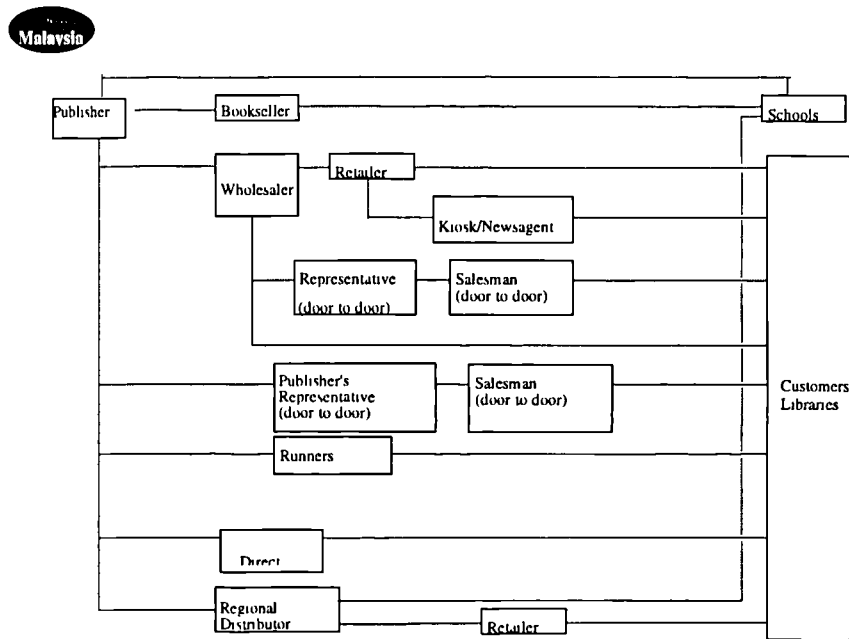 Malaysia
Publisher
Bookseller
Schools
Wholesaler
Retailer
Kiosk/Newsagent
Representative
(door to door)
Salesman
(door to door)
Publisher's
Representative
(door to door)
Salesman
(door to door)
Customers
Libraries
Runners
Direct
Regional
Distributor
Retailer